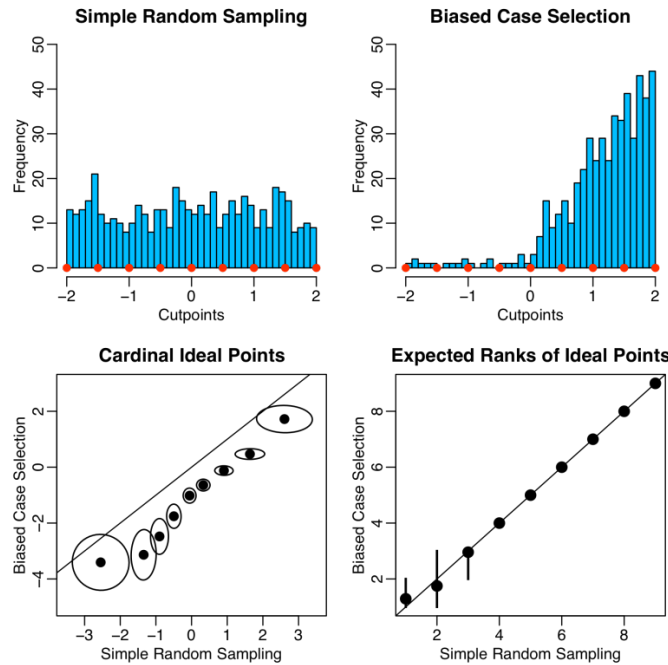 Simple Random Sampling
Biased Case Selection
50
40
30
20
10
0
Frequency
−2 −1 0 1 2
Cutpoints
50
40
30
20
10
0
Frequency
−2 −1 0 1 2
Cutpoints
Cardinal Ideal Points
Expected Ranks of Ideal Points
2
0
−2
−4
Biased Case Selection
−3 −2 −1 0 1 2 3
Simple Random Sampling
8
6
4
2
Biased Case Selection
2 4 6 8
Simple Random Sampling